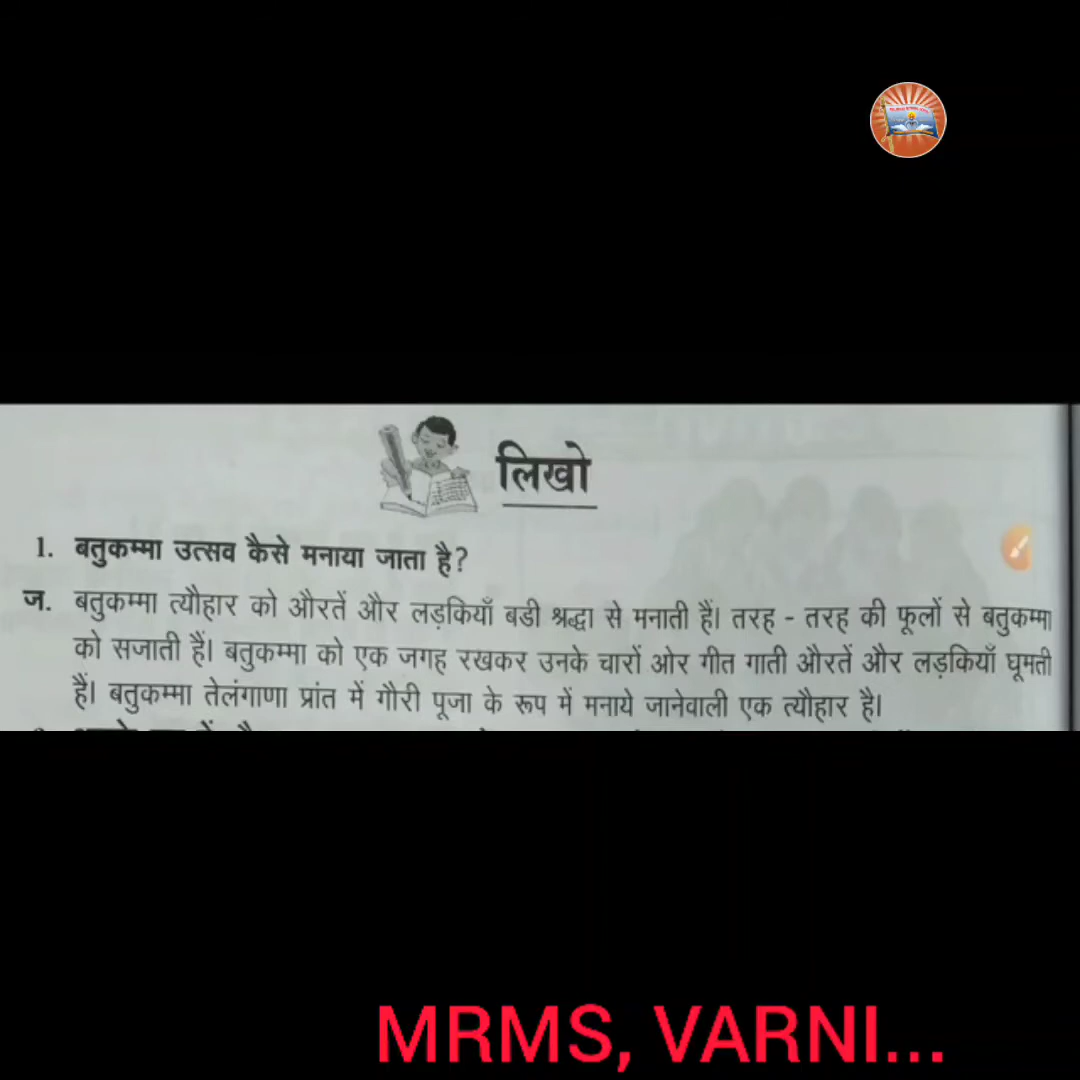 लिखो
1. बतुकम्मा उत्सव कैसे मनाया जाता है?
ज. बतुकम्मा त्यौहार को औरतें और लड़कियाँ बडी श्रद्धा से मनाती हैं। तरह - तरह की फूलों से बतुकम्मा
को सजाती हैं। बतुकम्मा को एक जगह रखकर उनके चारों ओर गीत गाती औरतें और लड़कियाँ घूमती
हैं। बतुकम्मा तेलंगाणा प्रांत में गौरी पूजा के रूप में मनाये जानेवाली एक त्यौहार है।
MRMS, VARNI...